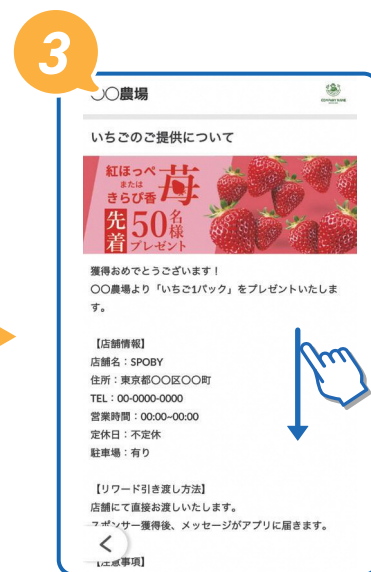 3
〇〇農場
いちごのご提供について
紅ほっぺ
または
きらぴ香
苺
先着
50名様
プレゼント
獲得おめでとうございます！
〇〇農場より「いちご1パック」をプレゼントいたしま
す。
【店舗情報】
店舗名：SPOBY
住所：東京都〇〇区〇〇町
TEL：00-0000-0000
営業時間：00:00~00:00
定休日：不定休
駐車場：有り
【リワード引き渡し方法】
店舗にて直接お渡しいたします。
スポンサー獲得後、メッセージがアプリに届きます。
【注意事項】